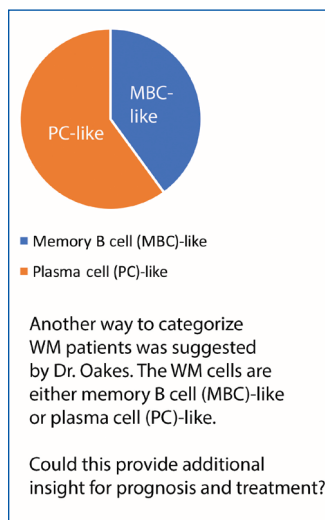 MBC-
like
PC-like
Memory B cell (MBC)-like
Plasma cell (PC)-like
Another way to categorize
WM patients was suggested
by Dr. Oakes. The WM cells are
either memory B cell (MBC)-like
or plasma cell (PC)-like.
Could this provide additional
insight for prognosis and treatment?